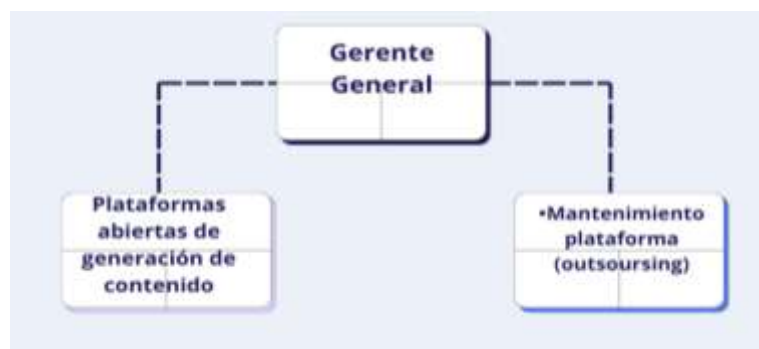 Gerente
General
Plataformas
abiertas de
generación de
contenido
•Mantenimiento
plataforma
(outsoursing)